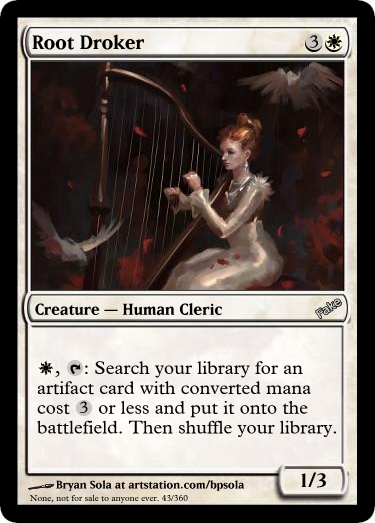 Root Droker 3
Creature — Human Cleric Fake
, : Search your library for an
artifact card with converted mana
cost 3 or less and put it onto the
battlefield. Then shuffle your library.
Bryan Sola at artstation.com/bpsola
None, not for sale to anyone ever. 43/360
1/3